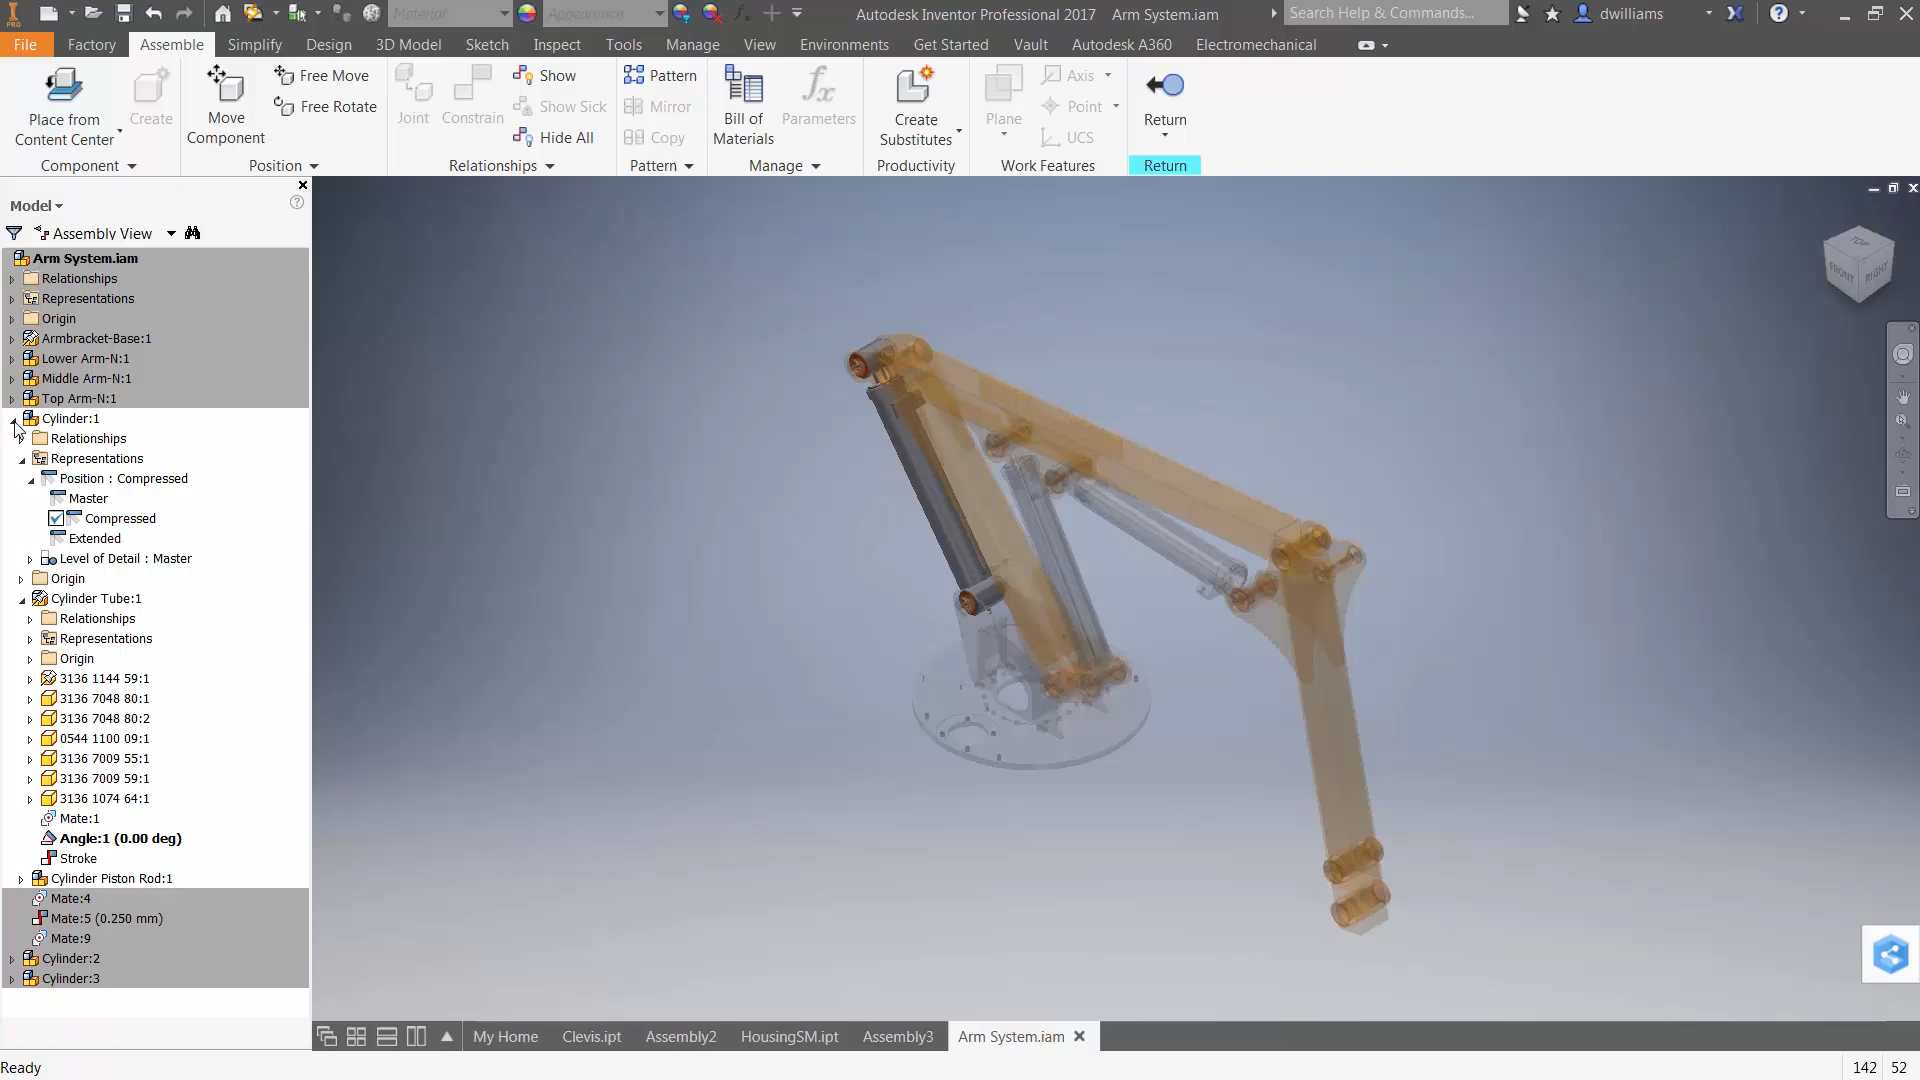 PRO
Material
Appearance
Autodesk Inventor Professional 2017 Arm System.iam
Search Help & Commands...
dwilliams
File Factory Assemble Simplify Design 3D Model Sketch Inspect Tools Manage View Environments Get Started Vault Autodesk A360 Electromechanical
Place from Content Center
Create
Move Component
Free Move
Free Rotate
Joint
Constrain
Show
Show Sick
Hide All
Pattern
Mirror
Copy
Bill of Materials
Parameters
Create Substitutes
Plane
Axis
Point
UCS
Return
Component Position Relationships Pattern Manage Productivity Work Features Return
Model
Assembly View
Arm System.iam
Relationships
Representations
Origin
Armbracket-Base:1
Lower Arm-N:1
Middle Arm-N:1
Top Arm-N:1
Cylinder:1
Relationships
Representations
Position : Compressed
Master
Compressed
Extended
Level of Detail : Master
Origin
Cylinder Tube:1
Relationships
Representations
Origin
3136 1144 59:1
3136 7048 80:1
3136 7048 80:2
0544 1100 09:1
3136 7009 55:1
3136 7009 59:1
3136 1074 64:1
Mate:1
Angle:1 (0.00 deg)
Stroke
Cylinder Piston Rod:1
Mate:4
Mate:5 (0.250 mm)
Mate:9
Cylinder:2
Cylinder:3
TOP
FRONT
RIGHT
My Home Clevis.ipt Assembly2 HousingSM.ipt Assembly3 Arm System.iam
Ready
142 52